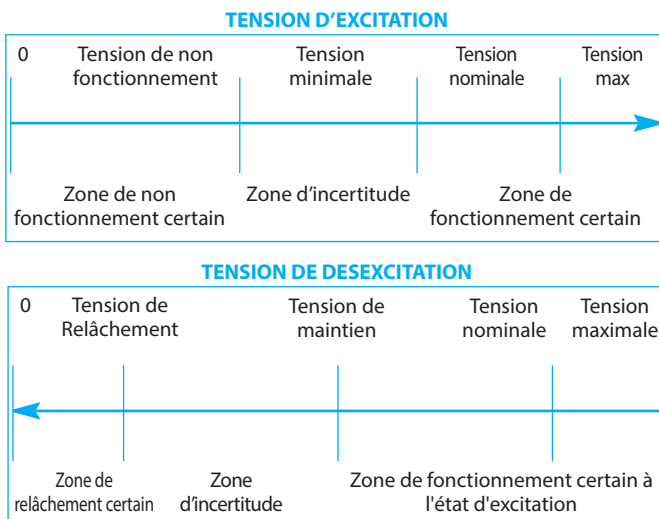 TENSION D'EXCITATION
0 Tension de non Tension Tension Tension
fonctionnement minimale nominale max
Zone de non Zone d'incertitude Zone de
fonctionnement certain fonctionnement certain
TENSION DE DESEXCITATION
0 Tension de Tension de Tension Tension
Relâchement maintien nominale maximale
Zone de Zone Zone de fonctionnement certain à
relâchement certain d'incertitude l'état d'excitation